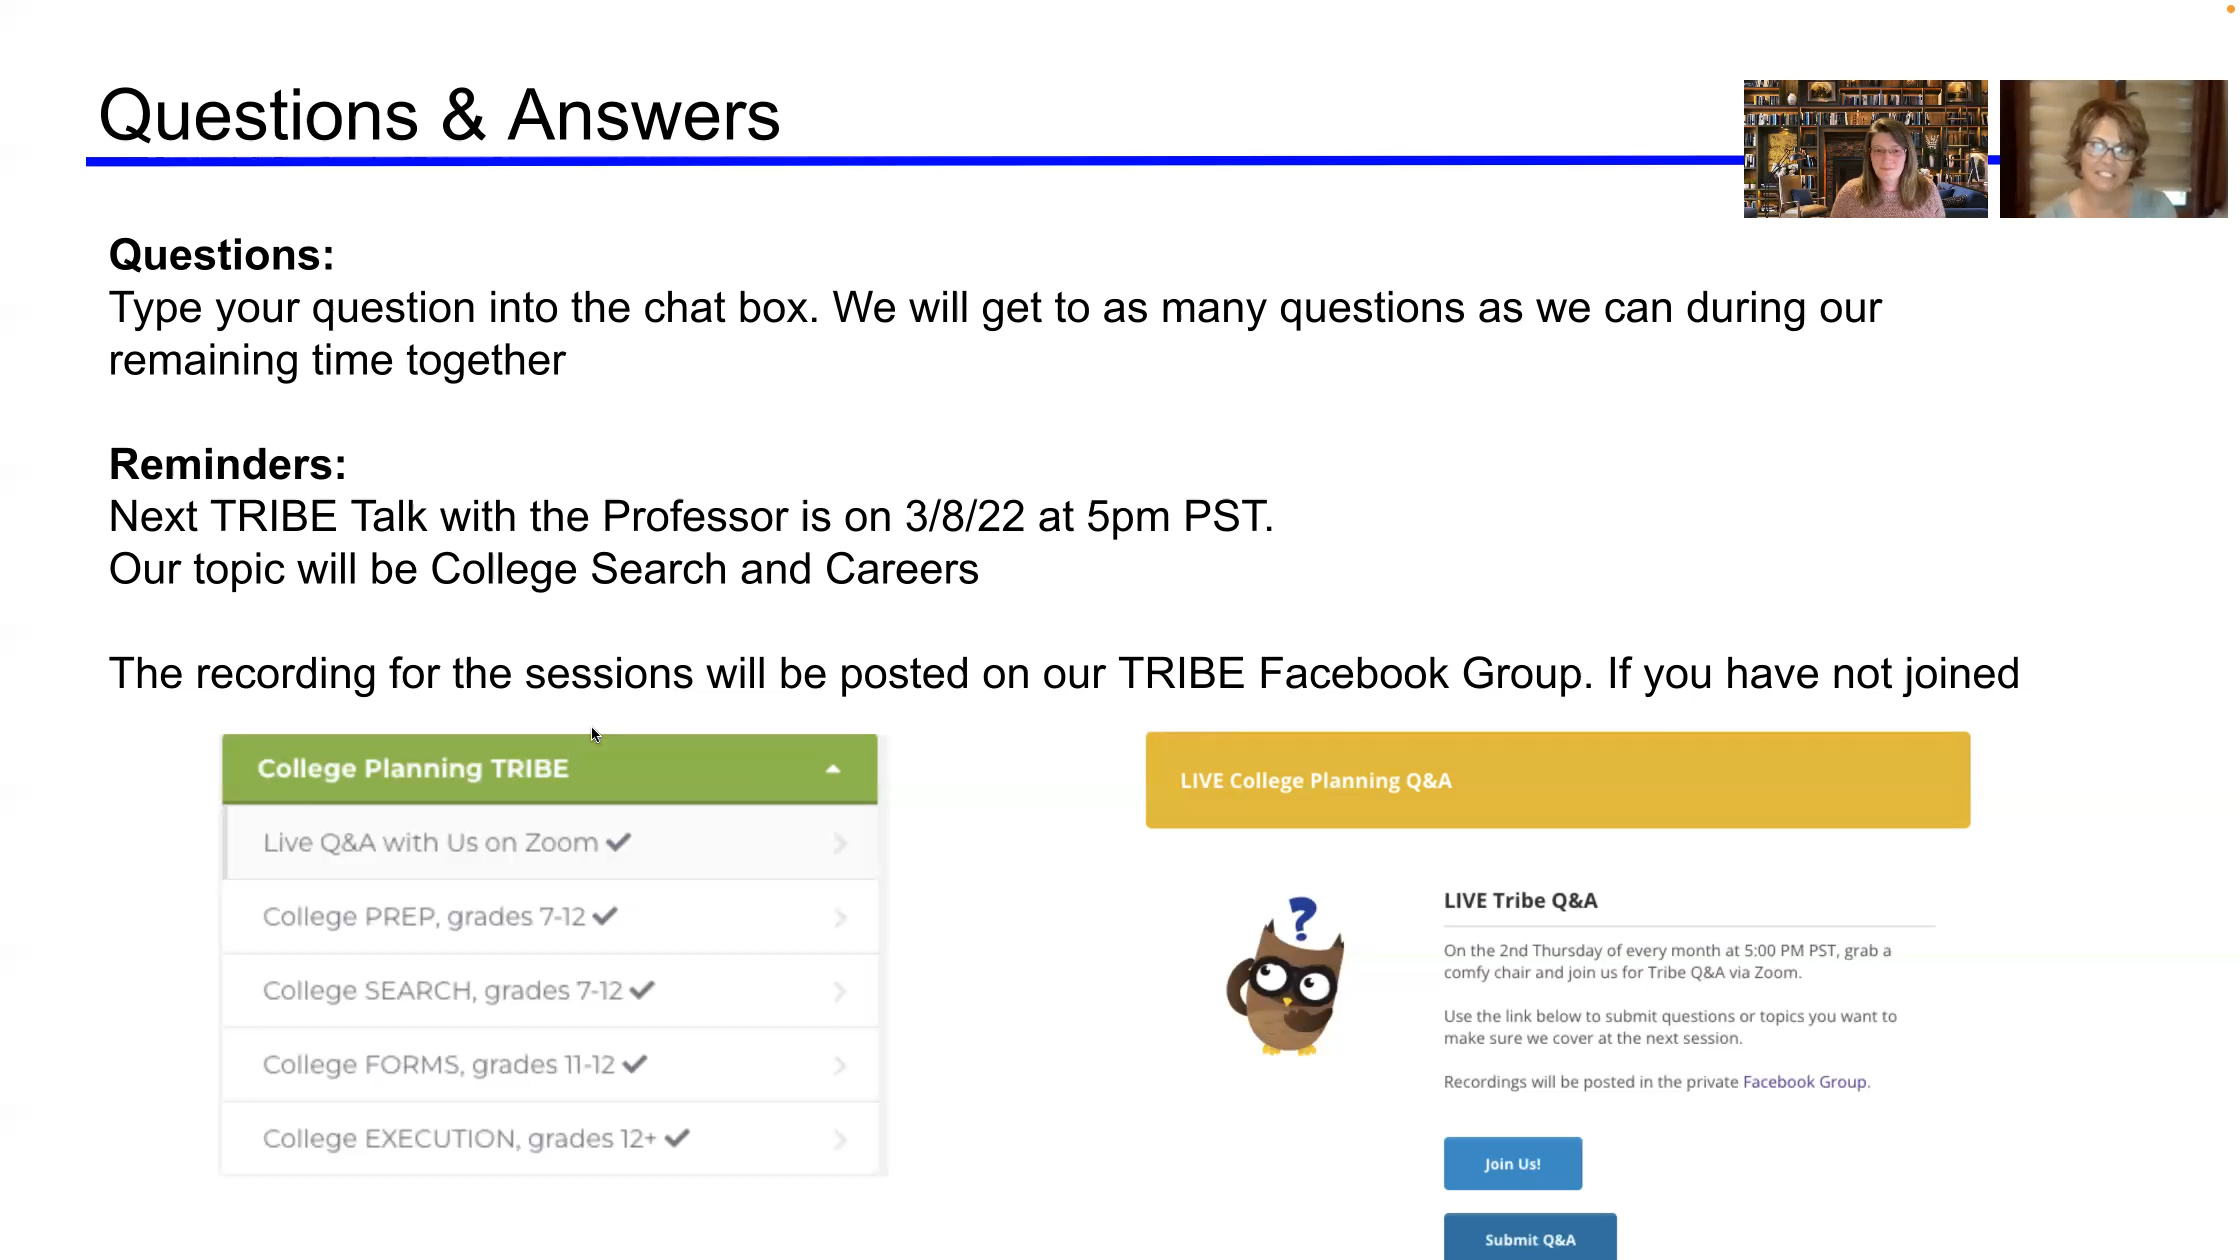 Questions & Answers
Questions:
Type your question into the chat box. We will get to as many questions as we can during our
remaining time together
Reminders:
Next TRIBE Talk with the Professor is on 3/8/22 at 5pm PST.
Our topic will be College Search and Careers
The recording for the sessions will be posted on our TRIBE Facebook Group. If you have not joined
College Planning TRIBE
Live Q&A with Us on Zoom
College PREP, grades 7-12
College SEARCH, grades 7-12
College FORMS, grades 11-12
College EXECUTION, grades 12+
LIVE College Planning Q&A
?
LIVE Tribe Q&A
On the 2nd Thursday of every month at 5:00 PM PST, grab a
comfy chair and join us for Tribe Q&A via Zoom.
Use the link below to submit questions or topics you want to
make sure we cover at the next session.
Recordings will be posted in the private Facebook Group.
Join Us!
Submit Q&A